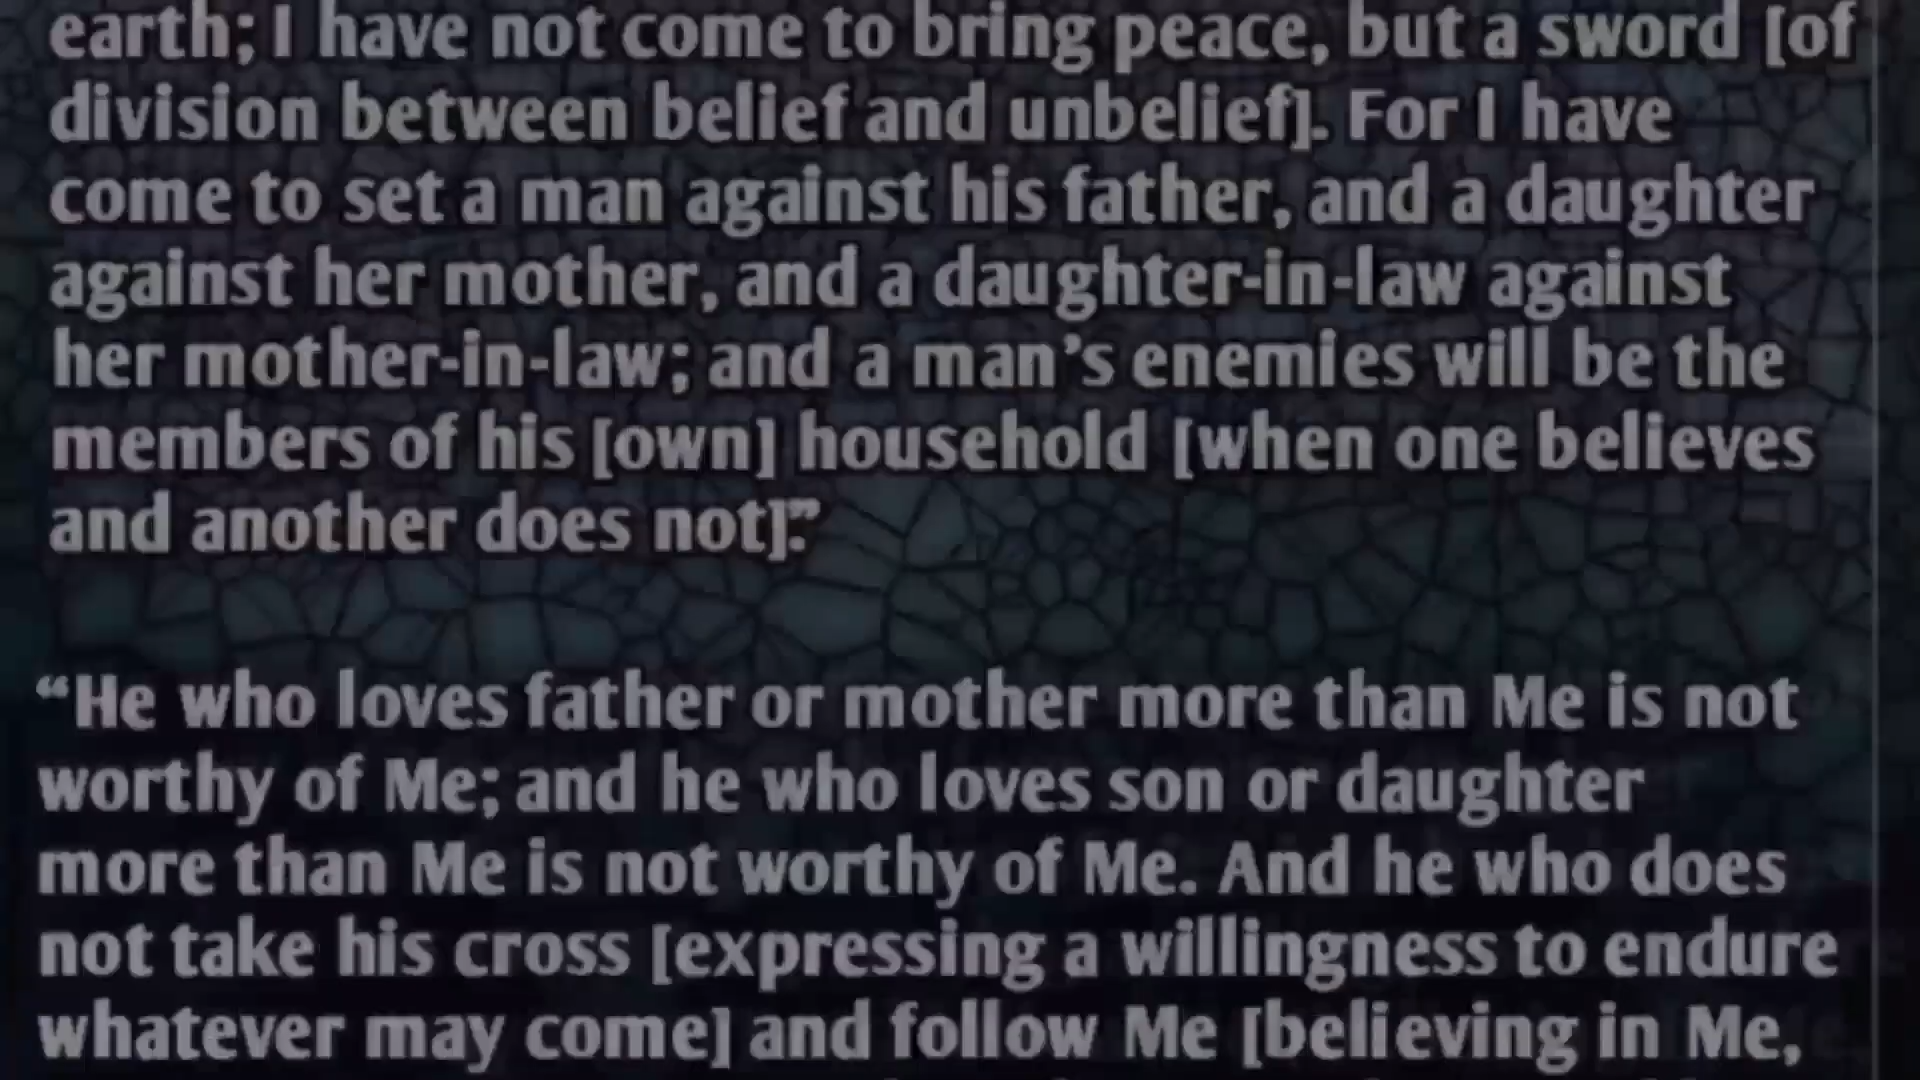 earth; I have not come to bring peace, but a sword [of
division between belief and unbelief]. For I have
come to set a man against his father, and a daughter
against her mother, and a daughter-in-law against
her mother-in-law; and a man’s enemies will be the
members of his [own] household [when one believes
and another does not].”
“He who loves father or mother more than Me is not
worthy of Me; and he who loves son or daughter
more than Me is not worthy of Me. And he who does
not take his cross [expressing a willingness to endure
whatever may come] and follow Me [believing in Me,